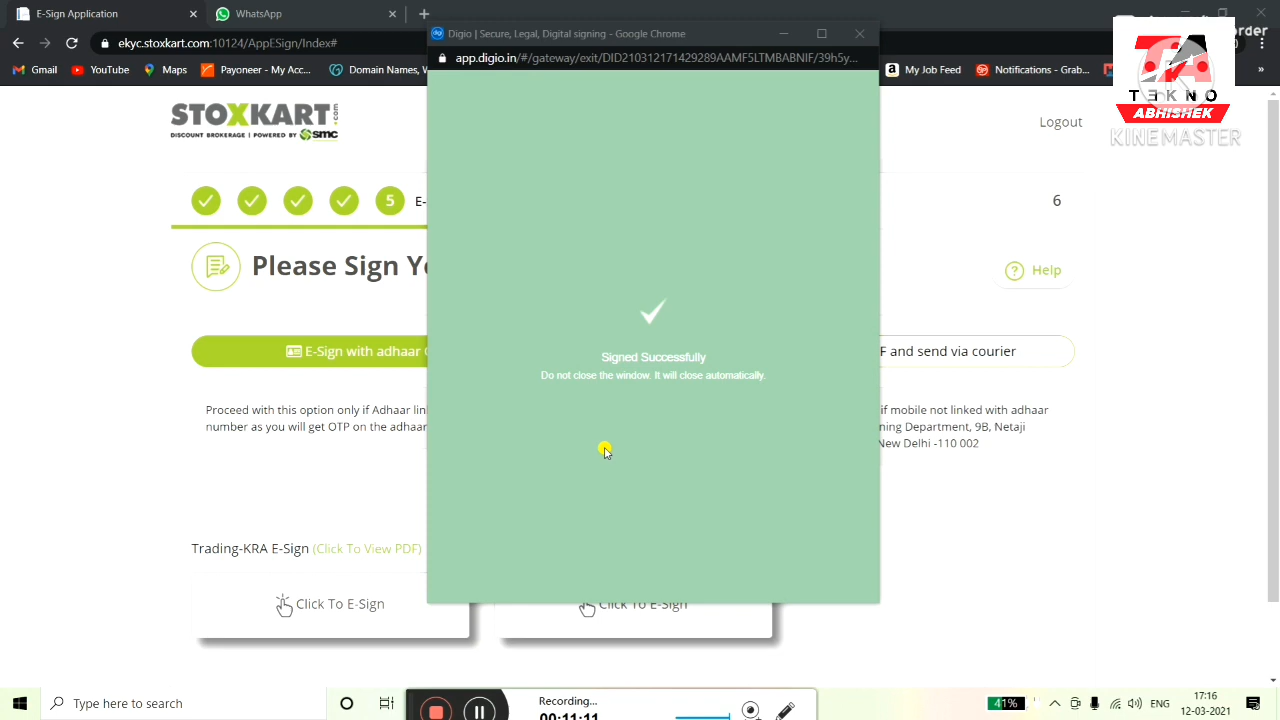 E-Sign Application
WhatsApp
Digio | Secure, Legal, Digital signing - Google Chrome
ekyc.stoxkart.com:10124/AppESign/Index#
app.digio.in/#/gateway/exit/DID210312171429289AAMF5LTMBABNIF/39h5y...
Gmail
YouTube
Maps
Payoneer - My Acc...
Domain Name, W
My Feed
Notifications - Grab...
TEKNO
ABHISHEK
KINEMASTER
STOXKART.com
DISCOUNT BROKERAGE | POWERED BY smc
Logout
5
E-
6
Please Sign Yo
Help
E-Sign with adhaar
F and send via courier
Signed Successfully
Do not close the window. It will close automatically.
Proceed with this option only if Adhaar lin
if mobile not linked with adhaar
number as you will get OTP on the adhaar
ning Department, 9B, Netaji
New Delhi -110 002
Trading-KRA E-Sign (Click To View PDF)
Click To E-Sign
Click To E-Sign
Type here to search
Recording...
00:11:11
41%
ENG
17:16
12-03-2021